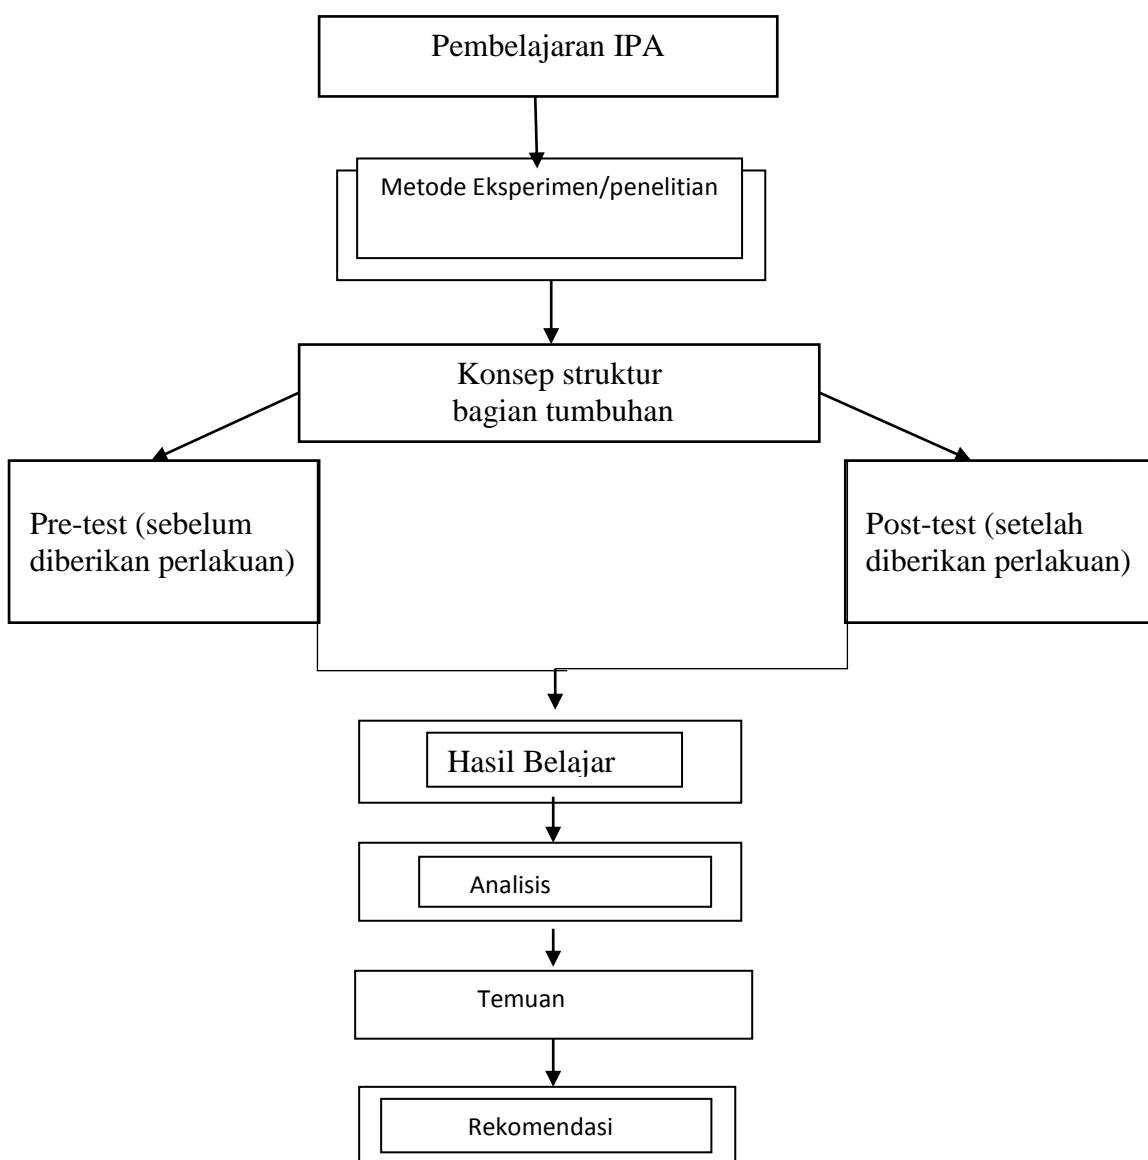 Pembelajaran IPA
Metode Eksperimen/penelitian
Konsep struktur
bagian tumbuhan
Pre-test (sebelum
diberikan perlakuan)
Post-test (setelah
diberikan perlakuan)
Hasil Belajar
Analisis
Temuan
Rekomendasi